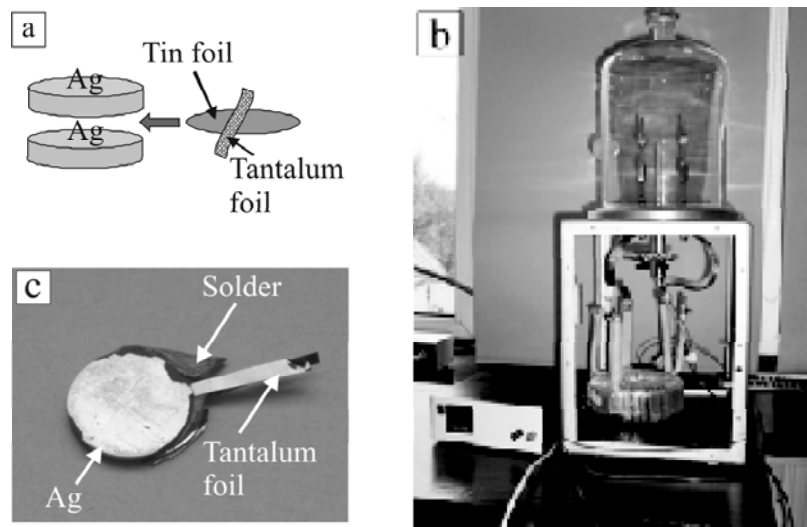 a
Tin foil
Ag
Ag
Tantalum
foil
b
c
Solder
Tantalum
foil
Ag